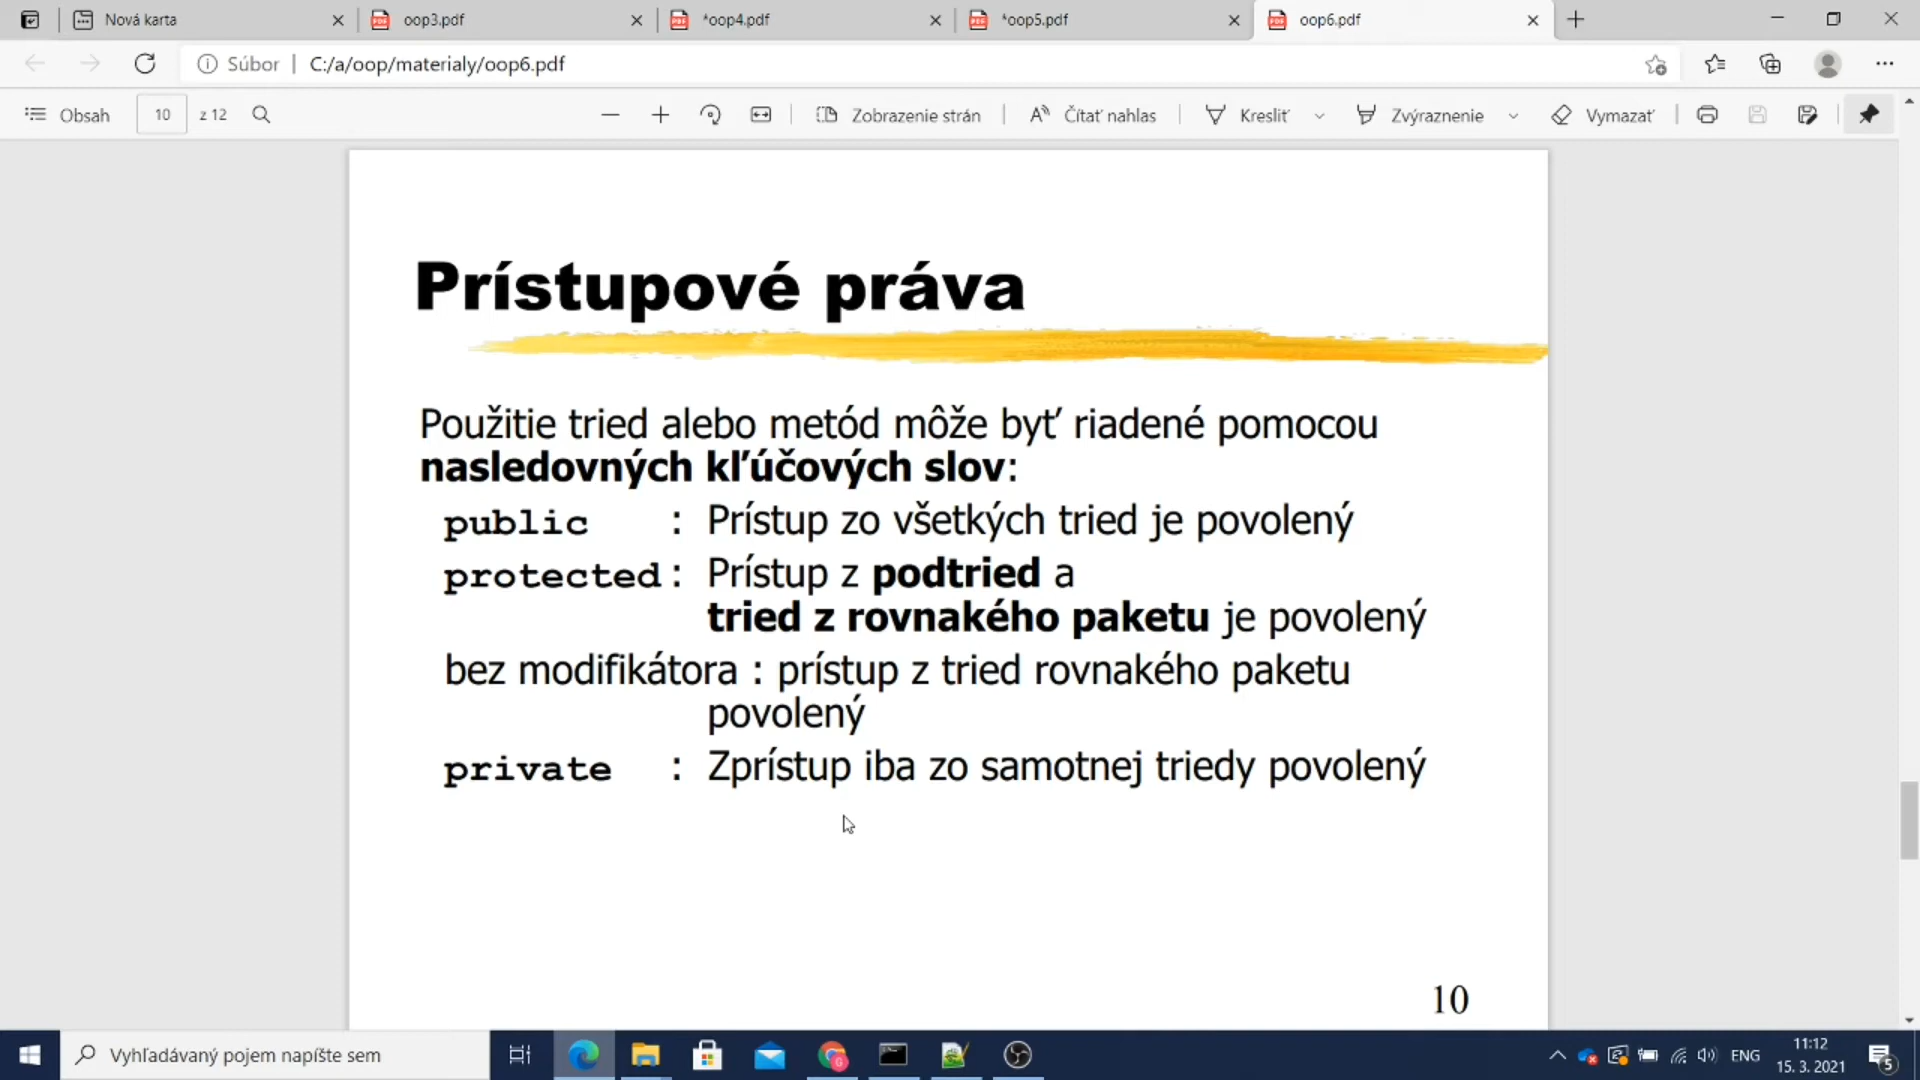 Nová karta
oop3.pdf
*oop4.pdf
*oop5.pdf
oop6.pdf
Súbor
C:/a/oop/materialy/oop6.pdf
Obsah
10
z 12
Zobrazenie strán
Čítať nahlas
Kresliť
Zvýraznenie
Vymazať
Prístupové práva
Použitie tried alebo metód môže byť riadené pomocou
nasledovných kľúčových slov:
public : Prístup zo všetkých tried je povolený
protected : Prístup z podtried a
tried z rovnakého paketu je povolený
bez modifikátora : prístup z tried rovnakého paketu
povolený
private : Zprístup iba zo samotnej triedy povolený
10
Vyhľadávaný pojem napíšte sem
ENG
11:12
15. 3. 2021
5